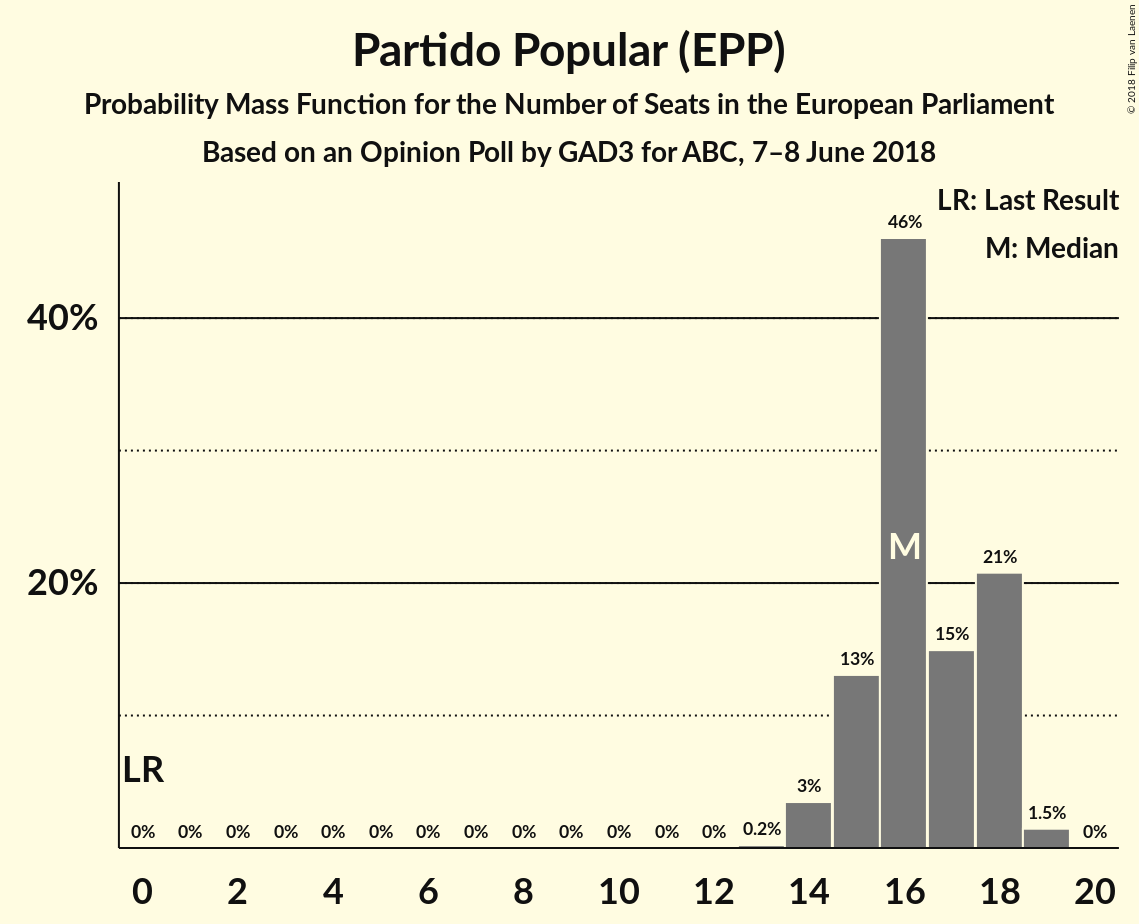 Partido Popular (EPP)
Probability Mass Function for the Number of Seats in the European Parliament
Based on an Opinion Poll by GAD3 for ABC, 7–8 June 2018
© 2018 Filip van Laenen
LR: Last Result
M: Median
46%
40%
M
21%
20%
15%
13%
LR
3%
1.5%
0% 0% 0% 0% 0% 0% 0% 0% 0% 0% 0% 0% 0% 0.2% 0%
0 2 4 6 8 10 12 14 16 18 20